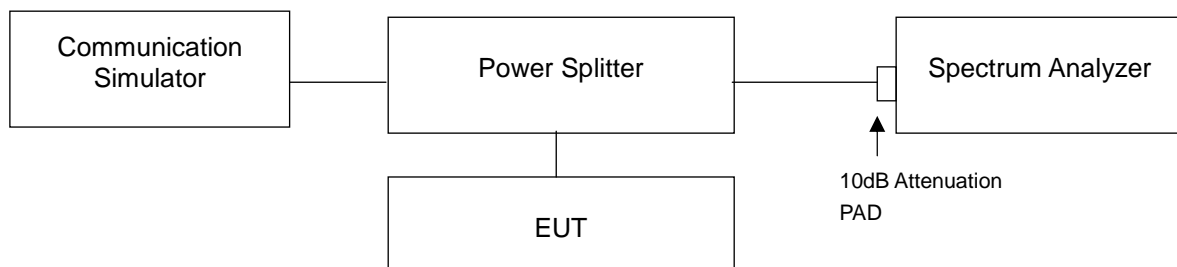 Communication
Simulator
Power Splitter
Spectrum Analyzer
10dB Attenuation
PAD
EUT